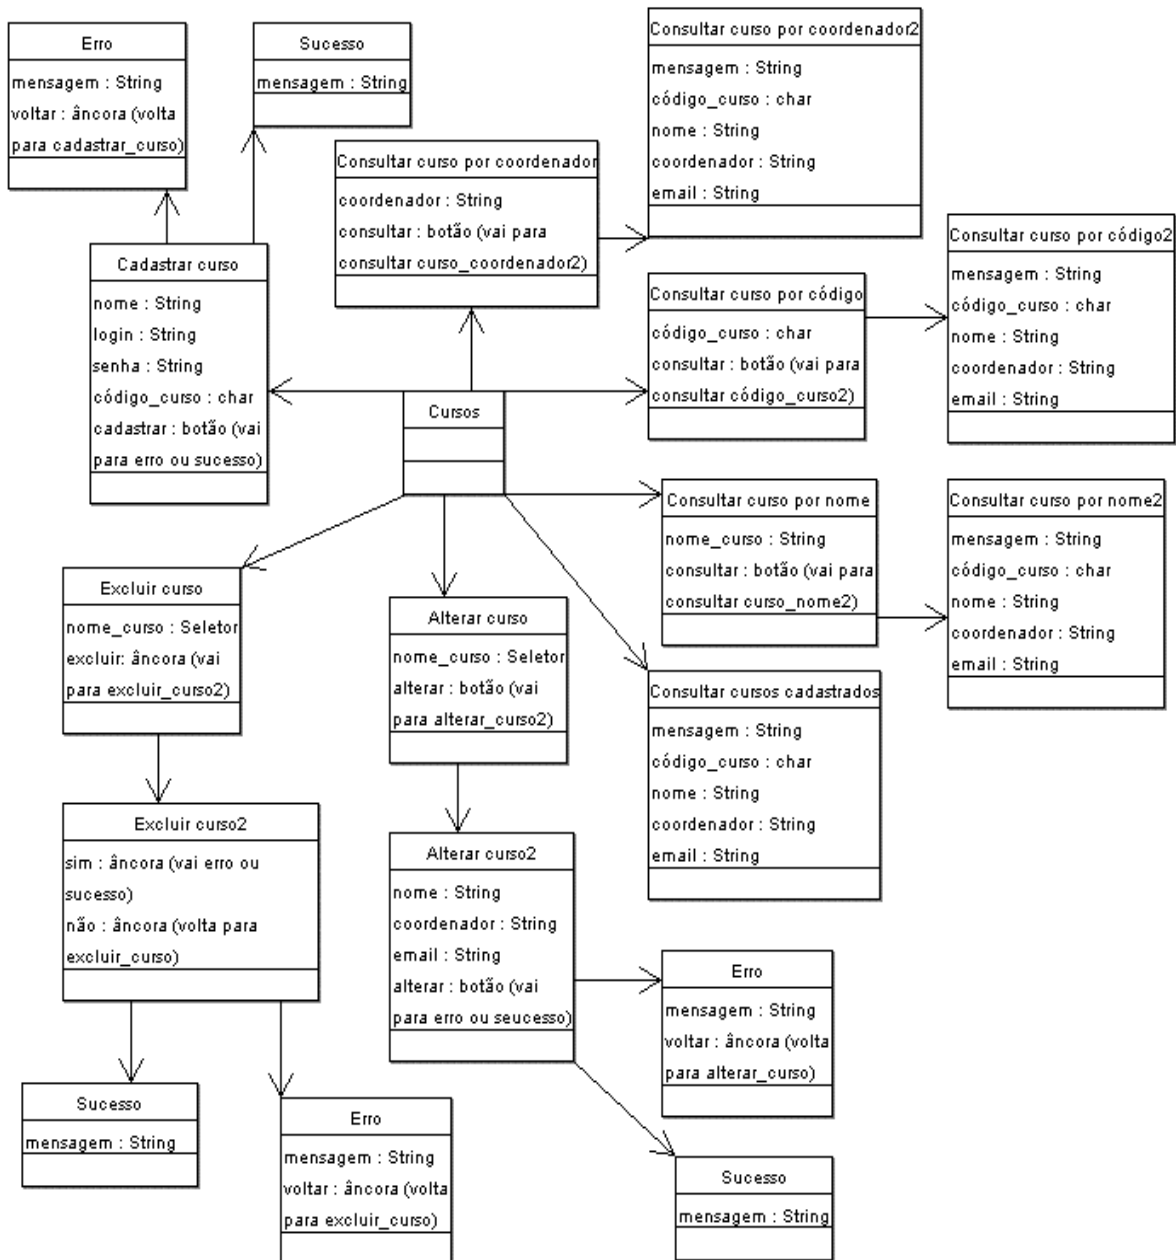 Erro
mensagem : String
voltar : âncora (volta
para cadastrar_curso)
Sucesso
mensagem : String
Consultar curso por coordenador2
mensagem : String
código_curso : char
nome : String
coordenador : String
email : String
Consultar curso por coordenador
coordenador : String
consultar : botão (vai para
consultar curso_coordenador2)
Cadastrar curso
nome : String
login : String
senha : String
código_curso : char
cadastrar : botão (vai
para erro ou sucesso)
Consultar curso por código
código_curso : char
consultar : botão (vai para
consultar código_curso2)
Consultar curso por código2
mensagem : String
código_curso : char
nome : String
coordenador : String
email : String
Cursos
Consultar curso por nome
nome_curso : String
consultar : botão (vai para
consultar curso_nome2)
Consultar curso por nome2
mensagem : String
código_curso : char
nome : String
coordenador : String
email : String
Excluir curso
nome_curso : Seletor
excluir: âncora (vai
para excluir_curso2)
Alterar curso
nome_curso : Seletor
alterar : botão (vai
para alterar_curso2)
Consultar cursos cadastrados
mensagem : String
código_curso : char
nome : String
coordenador : String
email : String
Excluir curso2
sim : âncora (vai erro ou
sucesso)
não : âncora (volta para
excluir_curso)
Alterar curso2
nome : String
coordenador : String
email : String
alterar : botão (vai
para erro ou seucesso)
Erro
mensagem : String
voltar : âncora (volta
para alterar_curso)
Sucesso
mensagem : String
Erro
mensagem : String
voltar : âncora (volta
para excluir_curso)
Sucesso
mensagem : String